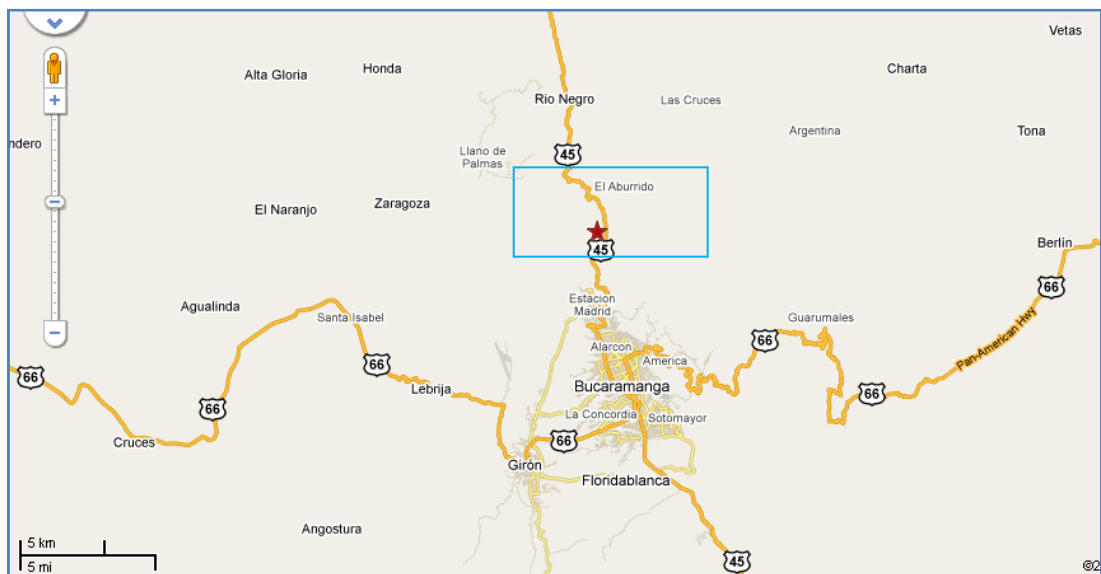 Vetas
Honda
Charta
Alta Gloria
Rio Negro
Las Cruces
Argentina
Tona
ndero
45
Llano de
Palmas
El Aburrido
Zaragoza
El Naranjo
45
Berlín
66
Agualinda
Santa Isabel
Estacion
Madrid
Guarumales
Pan-American Hwy
66
Alarcon
America
66
66
Bucaramanga
Lebrija
66
66
La Concordia
Sotomayor
Cruces
66
Girón
Floridablanca
Angostura
5 km
5 mi
45
©2